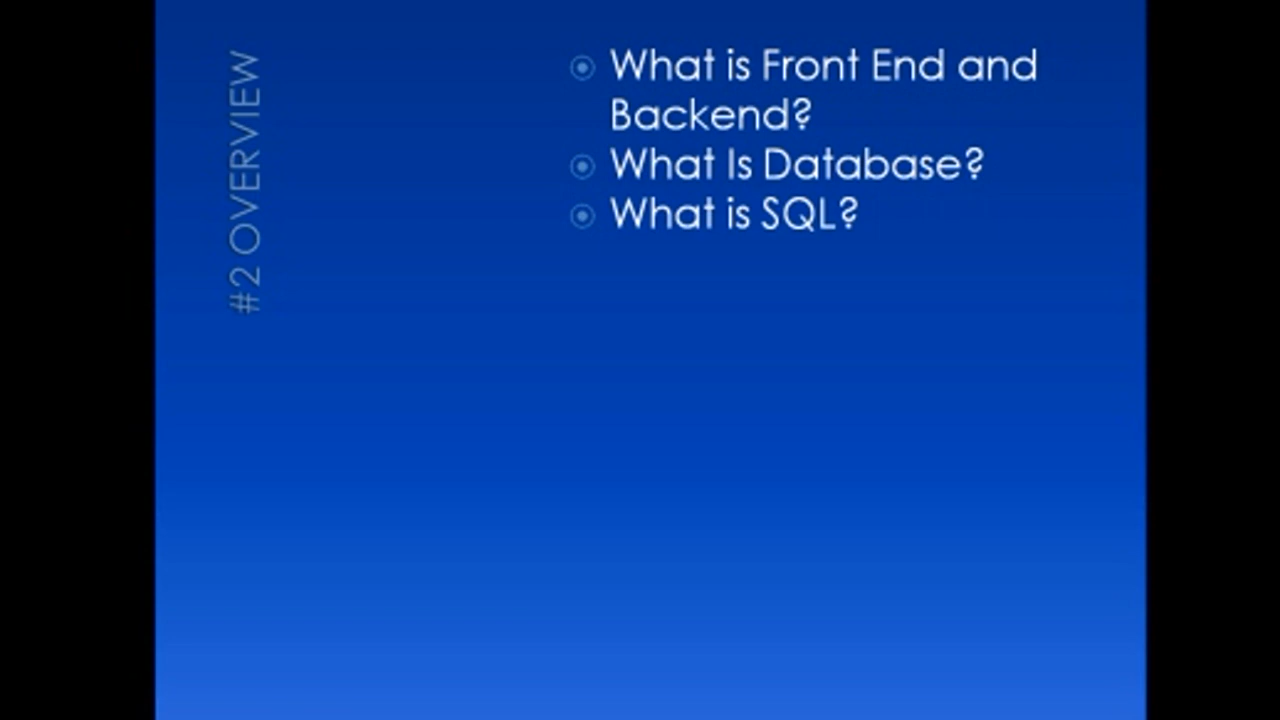 #2 OVERVIEW
What is Front End and
Backend?
What Is Database?
What is SQL?